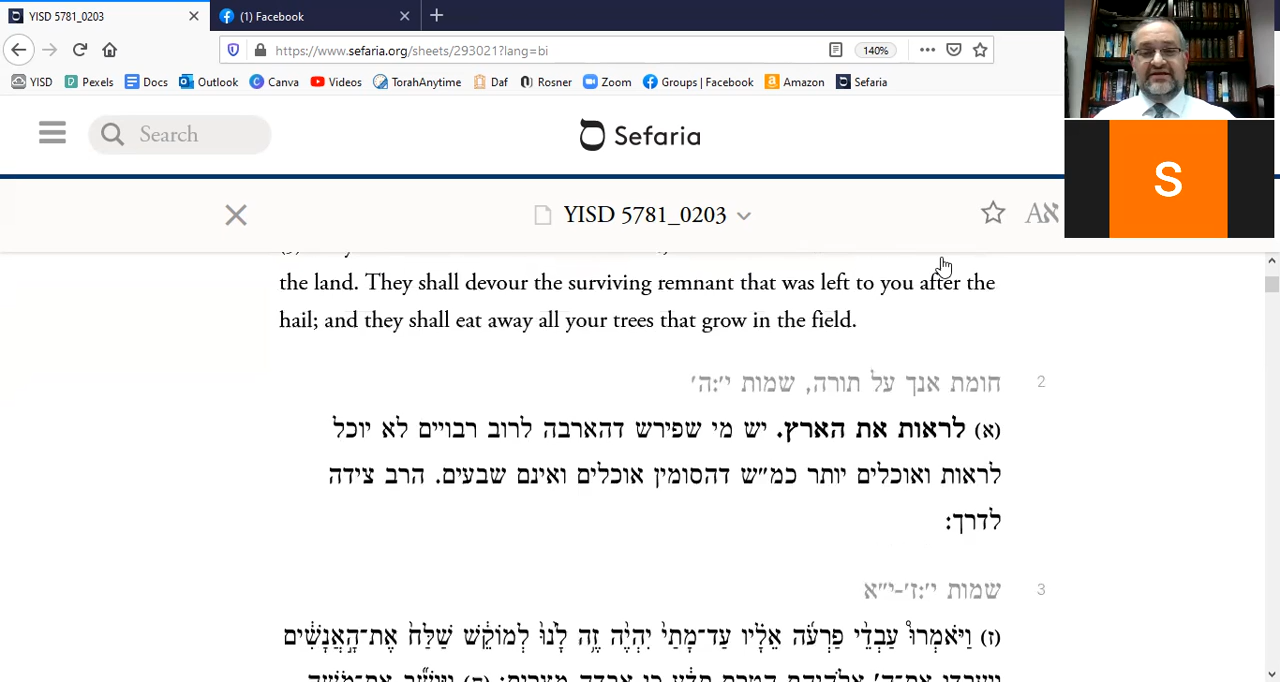 YISD 5781_0203
(1) Facebook
https://www.sefaria.org/sheets/293021?lang=bi
140%
YISD Pexels Docs Outlook Canva Videos TorahAnytime Daf Rosner Zoom Groups | Facebook Amazon Sefaria
Search
Sefaria
YISD 5781_0203
Aא
S
the land. They shall devour the surviving remnant that was left to you after the
hail; and they shall eat away all your trees that grow in the field.
חומת אנך על תורה, שמות י׳:ה׳
2
(א) לראות את הארץ. יש מי שפירש דהארבה לרוב רבויים לא יוכל
לראות ואוכלים יותר כמ״ש דהסומין אוכלים ואינם שבעים. הרב צידה
לדרך:
שמות י׳:ז׳-י״א
3
(ז) וַיֹּאמְרוּ֩ עַבְדֵ֨י פַרְעֹ֜ה אֵלָ֗יו עַד־מָתַי֙ יִהְיֶ֨ה זֶ֥ה לָ֙נוּ֙ לְמוֹקֵ֔שׁ שַׁלַּח֙ אֶת־הָ֣אֲנָשִׁ֔ים